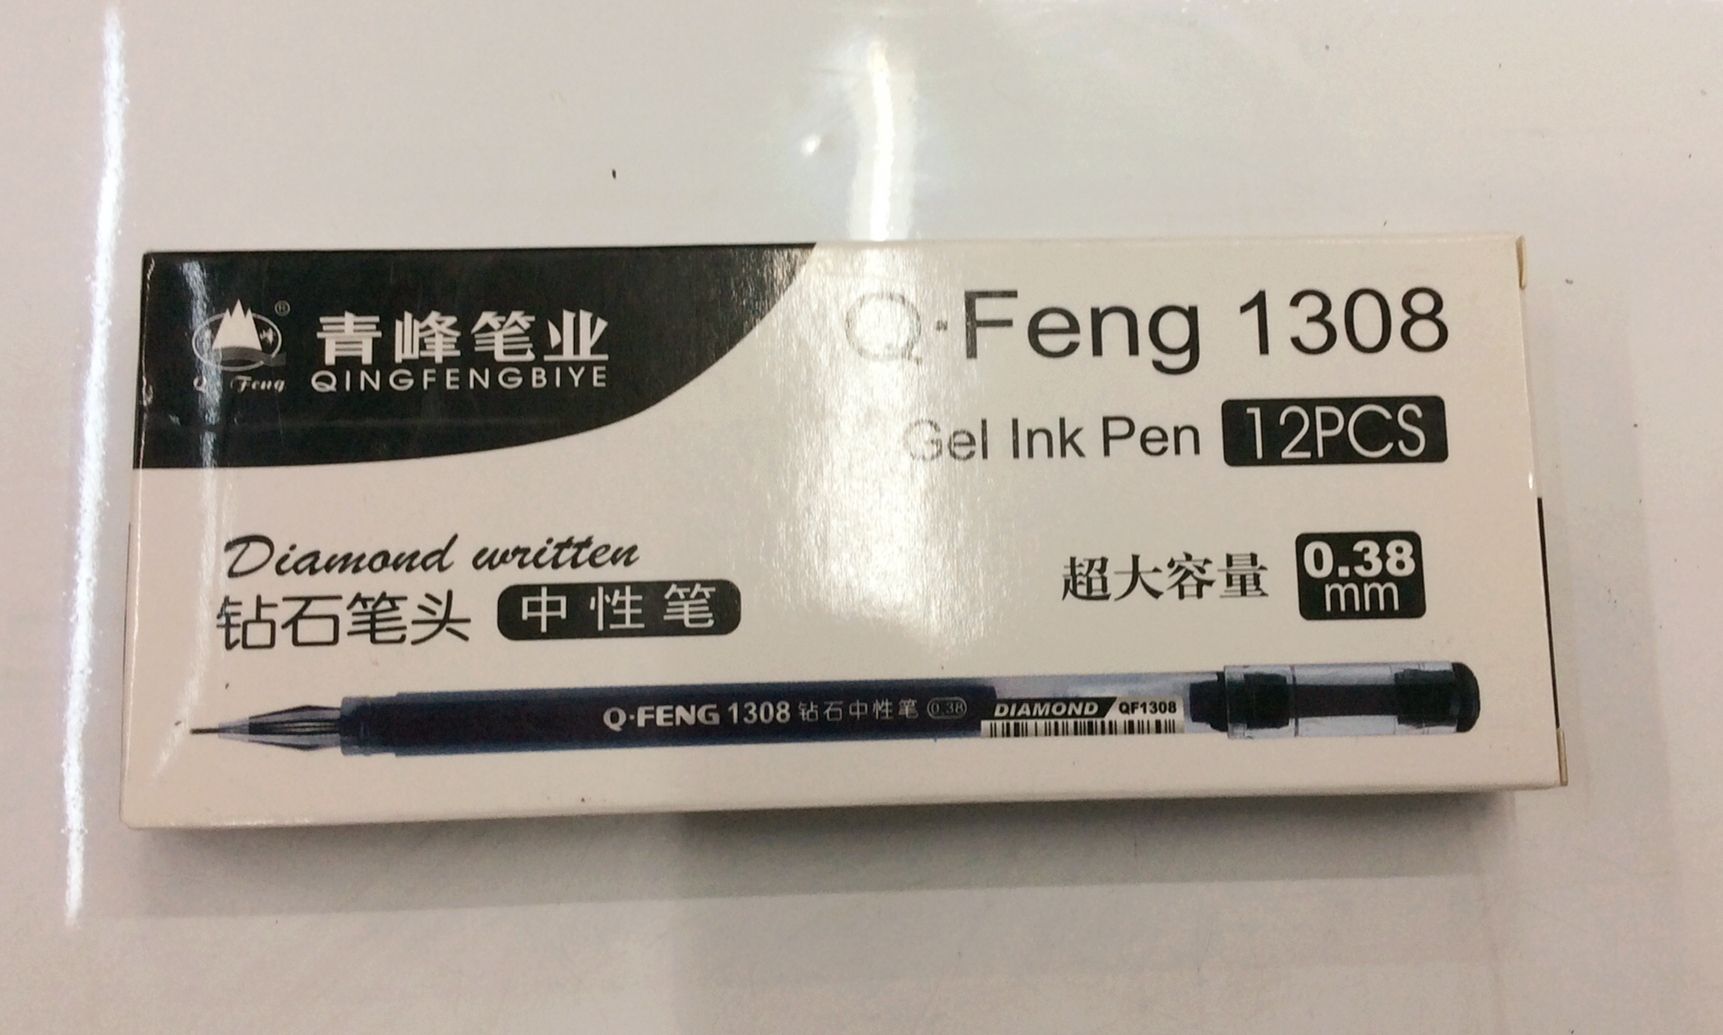 ®
Q·Feng
青峰笔业
QINGFENGBIYE
Q·Feng 1308
Gel Ink Pen 12PCS
Diamond written
钻石笔头 中性笔
超大容量 0.38
mm
Q·FENG 1308 钻石中性笔 0.38 DIAMOND QF1308